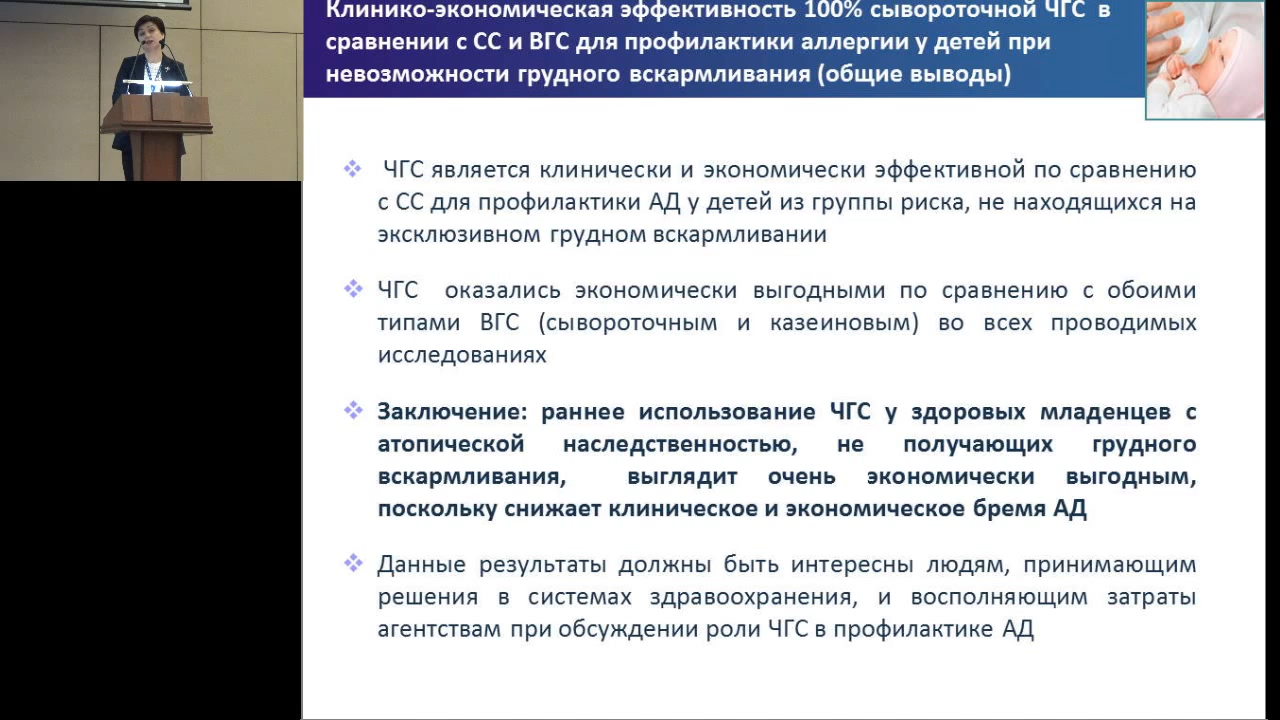 Клинико-экономическая эффективность 100% сывороточной ЧГС в
сравнении с СС и ВГС для профилактики аллергии у детей при
невозможности грудного вскармливания (общие выводы)
ЧГС является клинически и экономически эффективной по сравнению
с СС для профилактики АД у детей из группы риска, не находящихся на
эксклюзивном грудном вскармливании
ЧГС оказались экономически выгодными по сравнению с обоими
типами ВГС (сывороточным и казеиновым) во всех проводимых
исследованиях
Заключение: раннее использование ЧГС у здоровых младенцев с
атопической наследственностью, не получающих грудного
вскармливания, выглядит очень экономически выгодным,
поскольку снижает клиническое и экономическое бремя АД
Данные результаты должны быть интересны людям, принимающим
решения в системах здравоохранения, и восполняющим затраты
агентствам при обсуждении роли ЧГС в профилактике АД